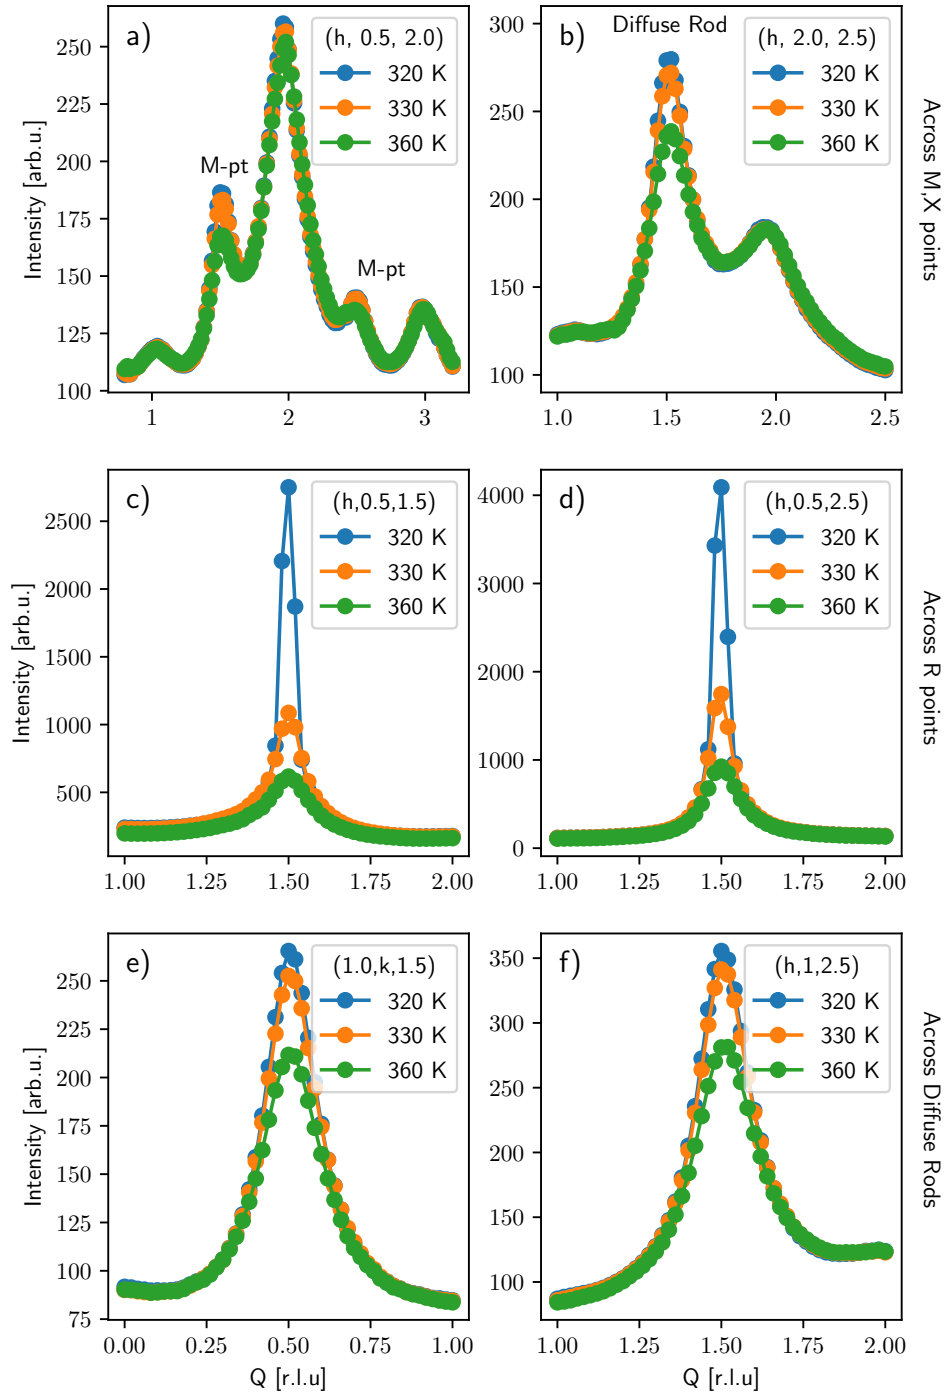 a)
(h, 0.5, 2.0)
320 K
330 K
360 K
M-pt
M-pt
Intensity [arb.u.]
250
225
200
175
150
125
100
1
2
3
b)
Diffuse Rod
(h, 2.0, 2.5)
320 K
330 K
360 K
300
250
200
150
100
1.0
1.5
2.0
2.5
Across M,X points
c)
(h,0.5,1.5)
320 K
330 K
360 K
Intensity [arb.u.]
2500
2000
1500
1000
500
1.00
1.25
1.50
1.75
2.00
d)
(h,0.5,2.5)
320 K
330 K
360 K
4000
3000
2000
1000
0
1.00
1.25
1.50
1.75
2.00
Across R points
e)
(1.0,k,1.5)
320 K
330 K
360 K
Intensity [arb.u.]
250
225
200
175
150
125
100
75
0.00
0.25
0.50
0.75
1.00
Q [r.l.u]
f)
(h,1,2.5)
320 K
330 K
360 K
350
300
250
200
150
100
1.00
1.25
1.50
1.75
2.00
Q [r.l.u]
Across Diffuse Rods